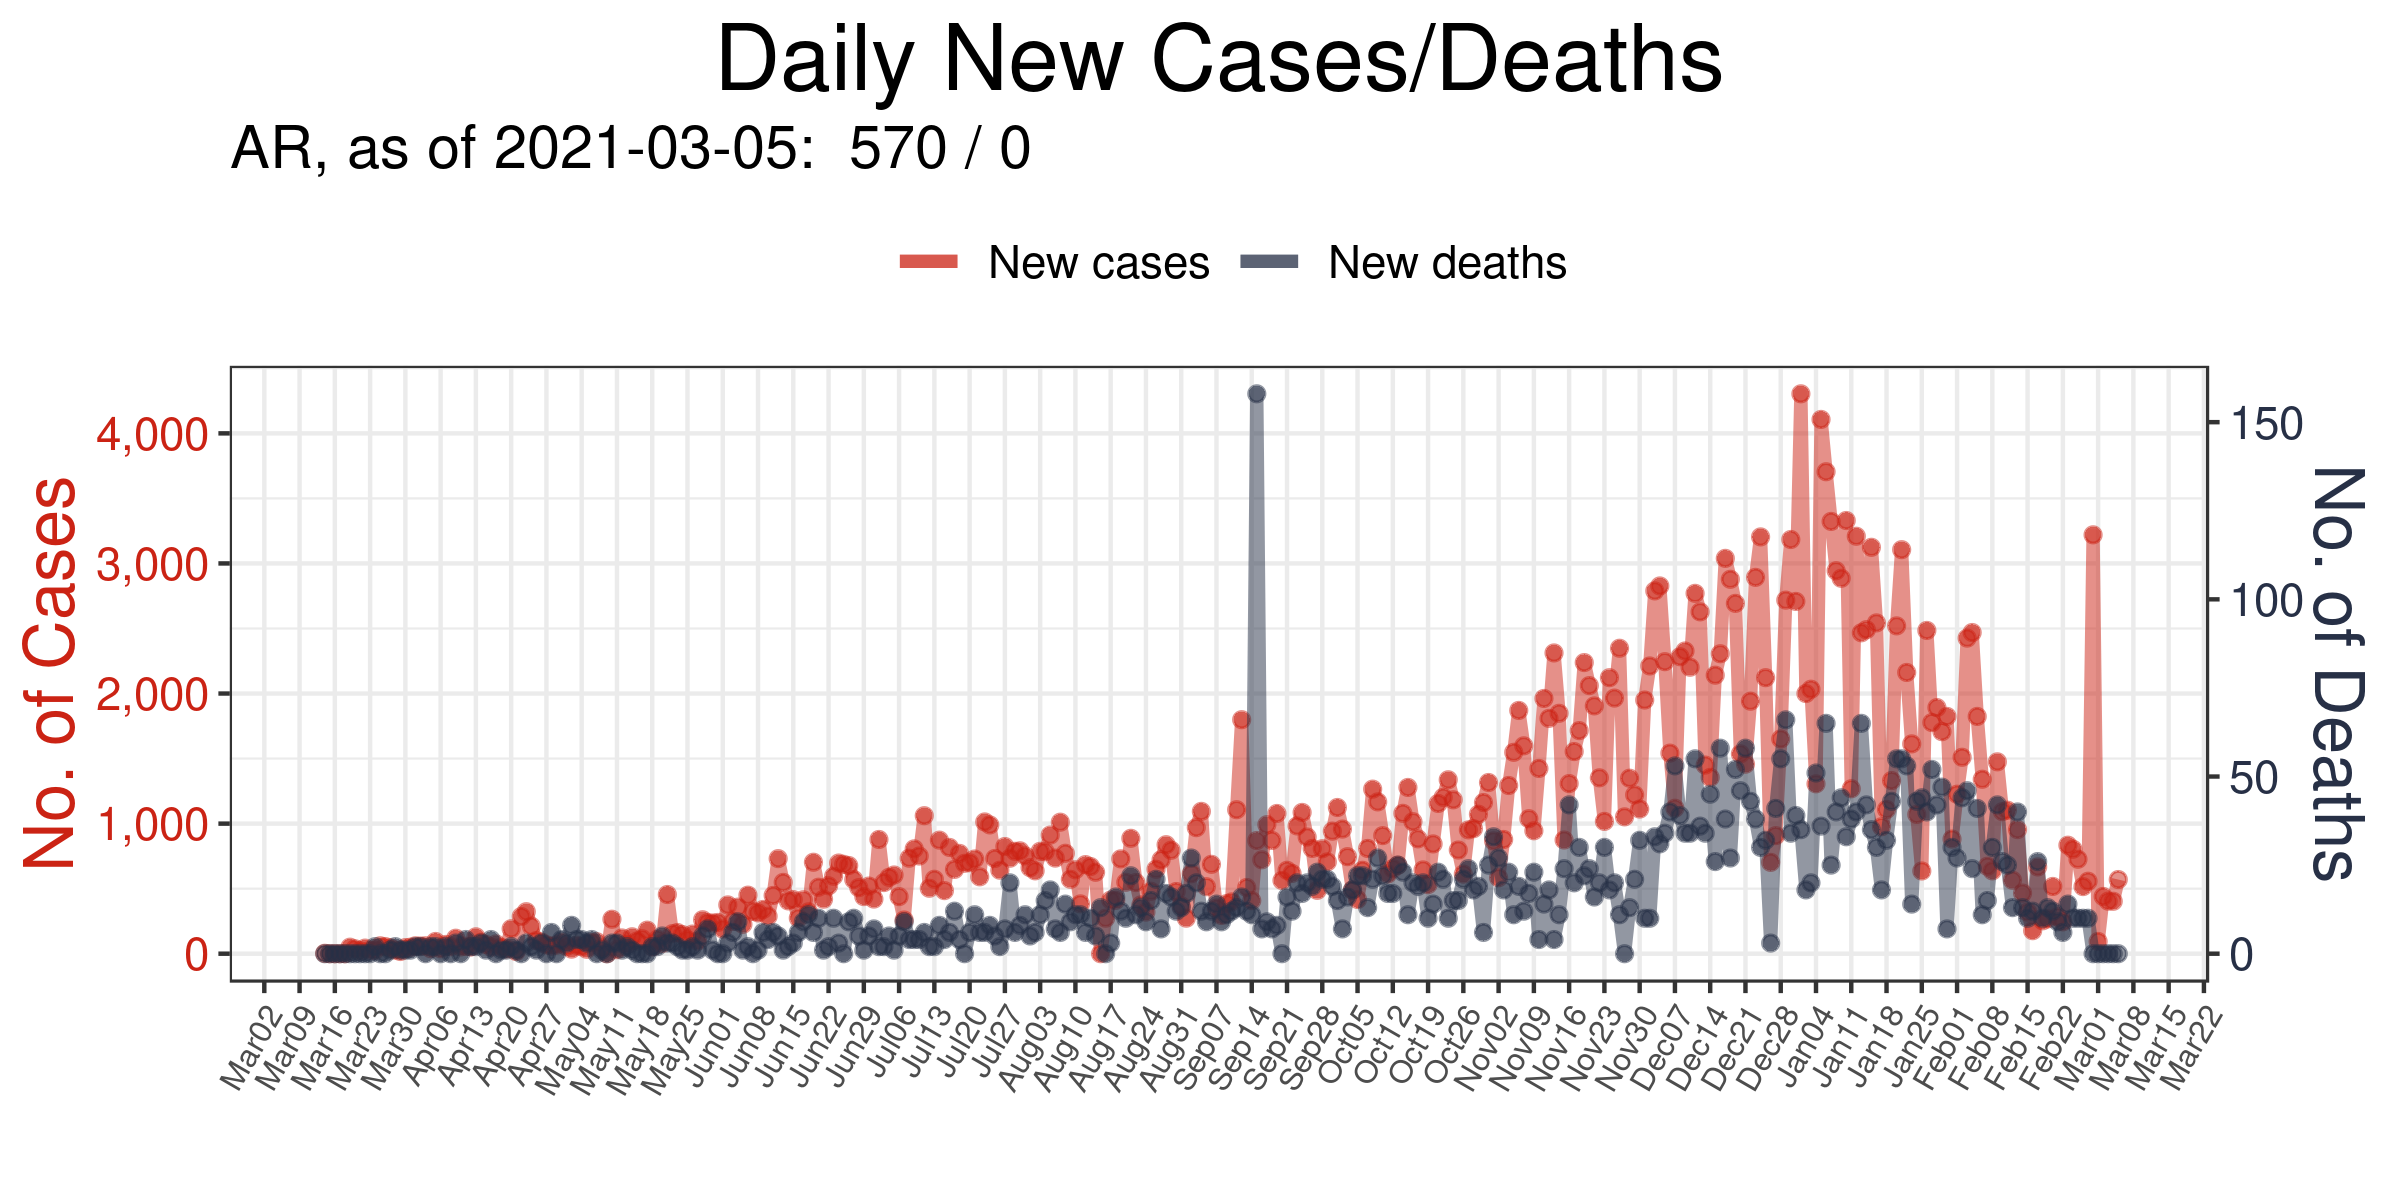 Daily New Cases/Deaths
AR, as of 2021-03-05:  570 / 0
New cases
New deaths
No. of Cases
4,000
3,000
2,000
1,000
0
150
100
50
0
No. of Deaths
Mar02
Mar09
Mar16
Mar23
Mar30
Apr06
Apr13
Apr20
Apr27
May04
May11
May18
May25
Jun01
Jun08
Jun15
Jun22
Jun29
Jul06
Jul13
Jul20
Jul27
Aug03
Aug10
Aug17
Aug24
Aug31
Sep07
Sep14
Sep21
Sep28
Oct05
Oct12
Oct19
Oct26
Nov02
Nov09
Nov16
Nov23
Nov30
Dec07
Dec14
Dec21
Dec28
Jan04
Jan11
Jan18
Jan25
Feb01
Feb08
Feb15
Feb22
Mar01
Mar08
Mar15
Mar22